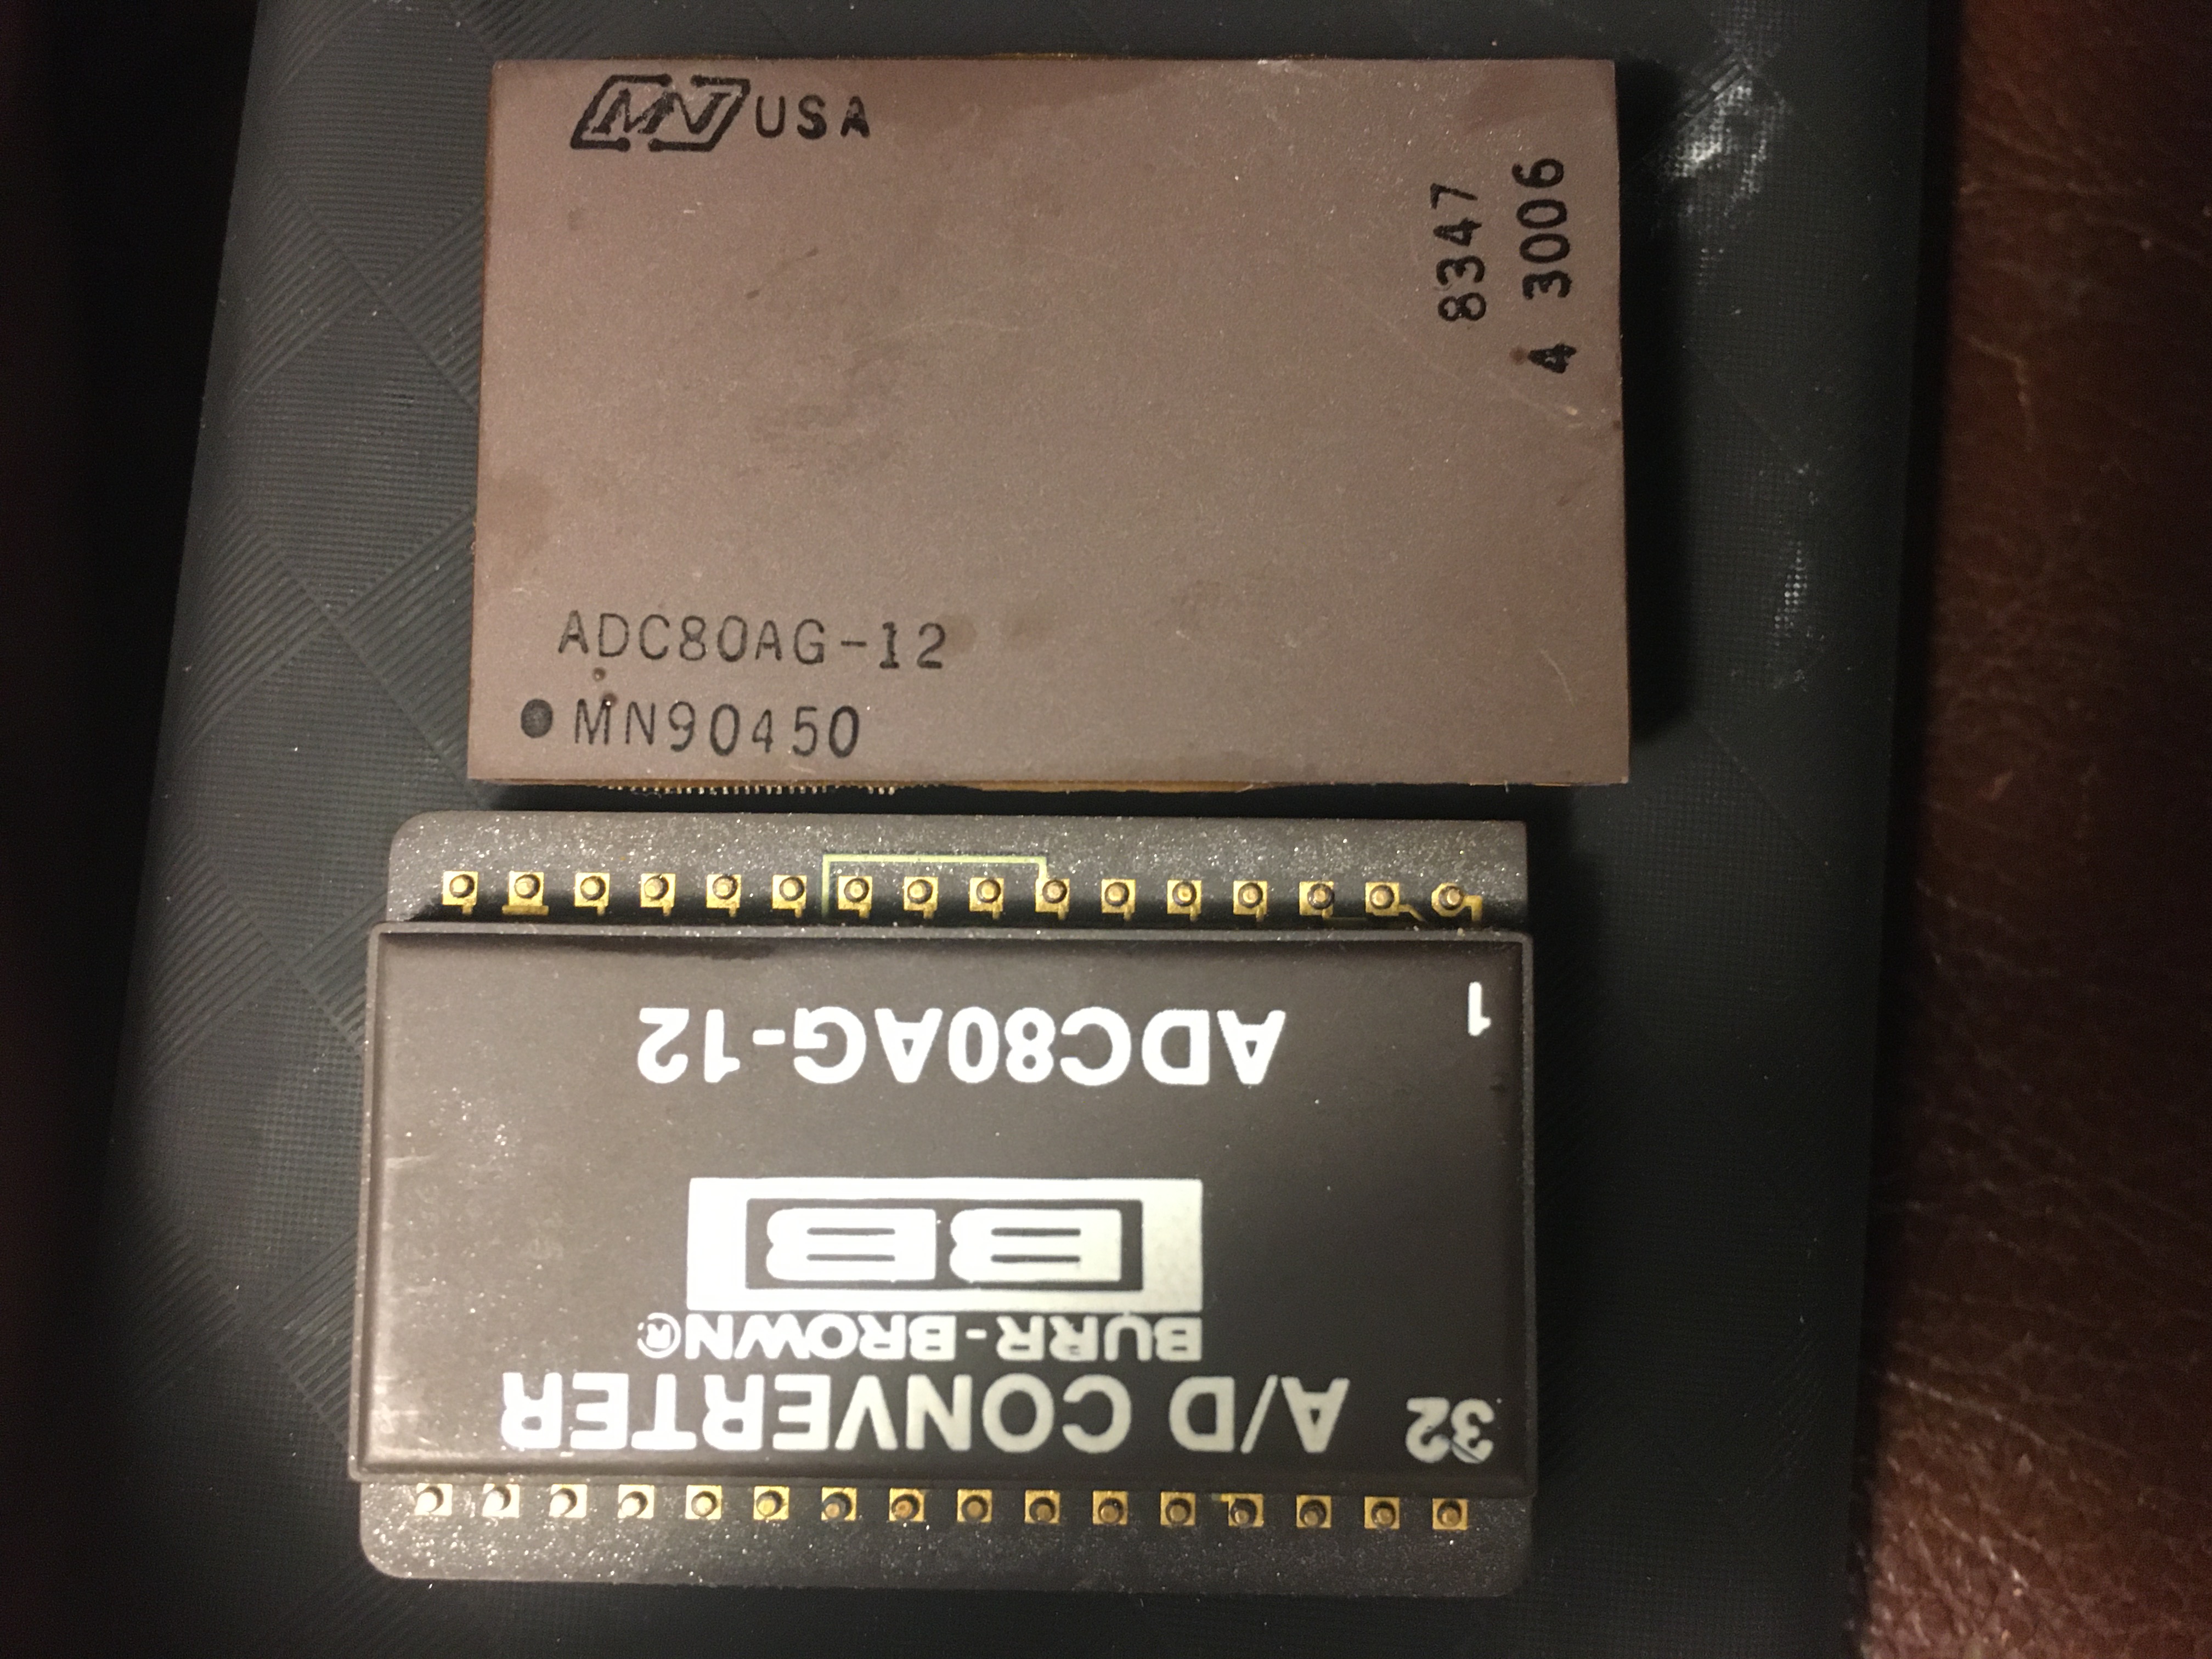 MN USA
8347
4 3006
ADC80AG-12
MN90450
1
ADC80AG-12
BB
BURR-BROWN®
32 A/D CONVERTER